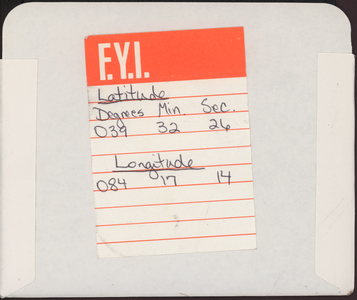 F.Y.I.
Latitude
Degrees Min. Sec.
039 32 26
Longitude
084 17 14